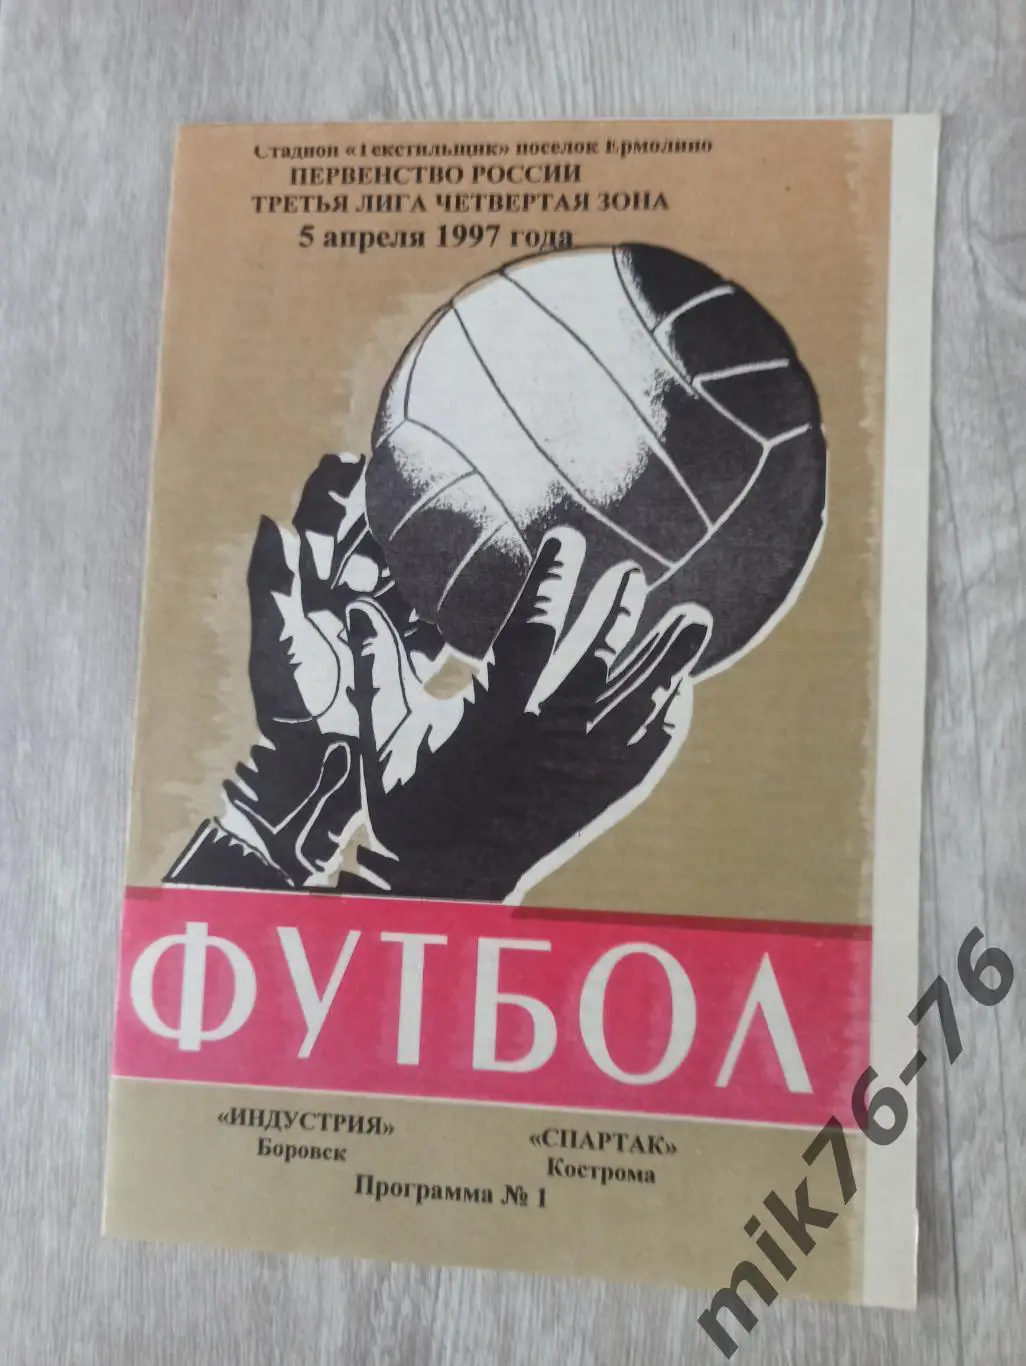 Стадион «Текстильщик» поселок Ермолино
ПЕРВЕНСТВО РОССИИ
ТРЕТЬЯ ЛИГА ЧЕТВЕРТАЯ ЗОНА
5 апреля 1997 года
ФУТБОЛ
«ИНДУСТРИЯ»
Боровск
«СПАРТАК»
Кострома
Программа № 1
mik76-76